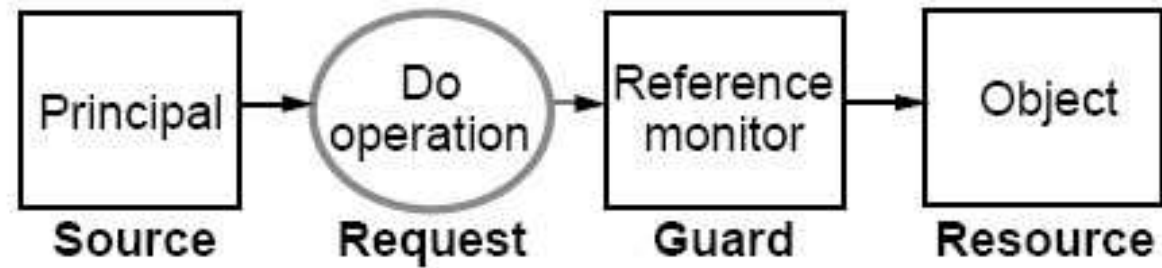 Principal
Do
operation
Reference
monitor
Object
Source
Request
Guard
Resource